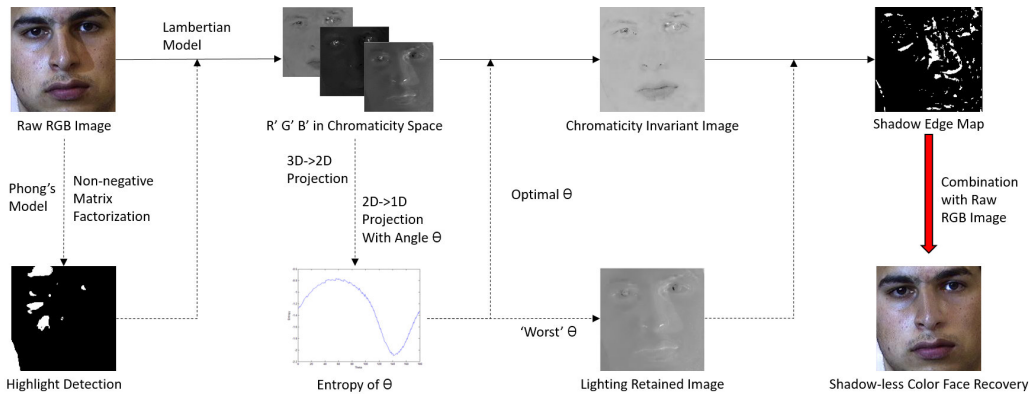 Lambertian
Model
Raw RGB Image
R' G' B' in Chromaticity Space
Chromaticity Invariant Image
Shadow Edge Map
Phong's
Model
Non-negative
Matrix
Factorization
3D->2D
Projection
2D->1D
Projection
With Angle Θ
Optimal Θ
Combination
with Raw
RGB Image
'Worst' Θ
Highlight Detection
Entropy of Θ
Lighting Retained Image
Shadow-less Color Face Recovery